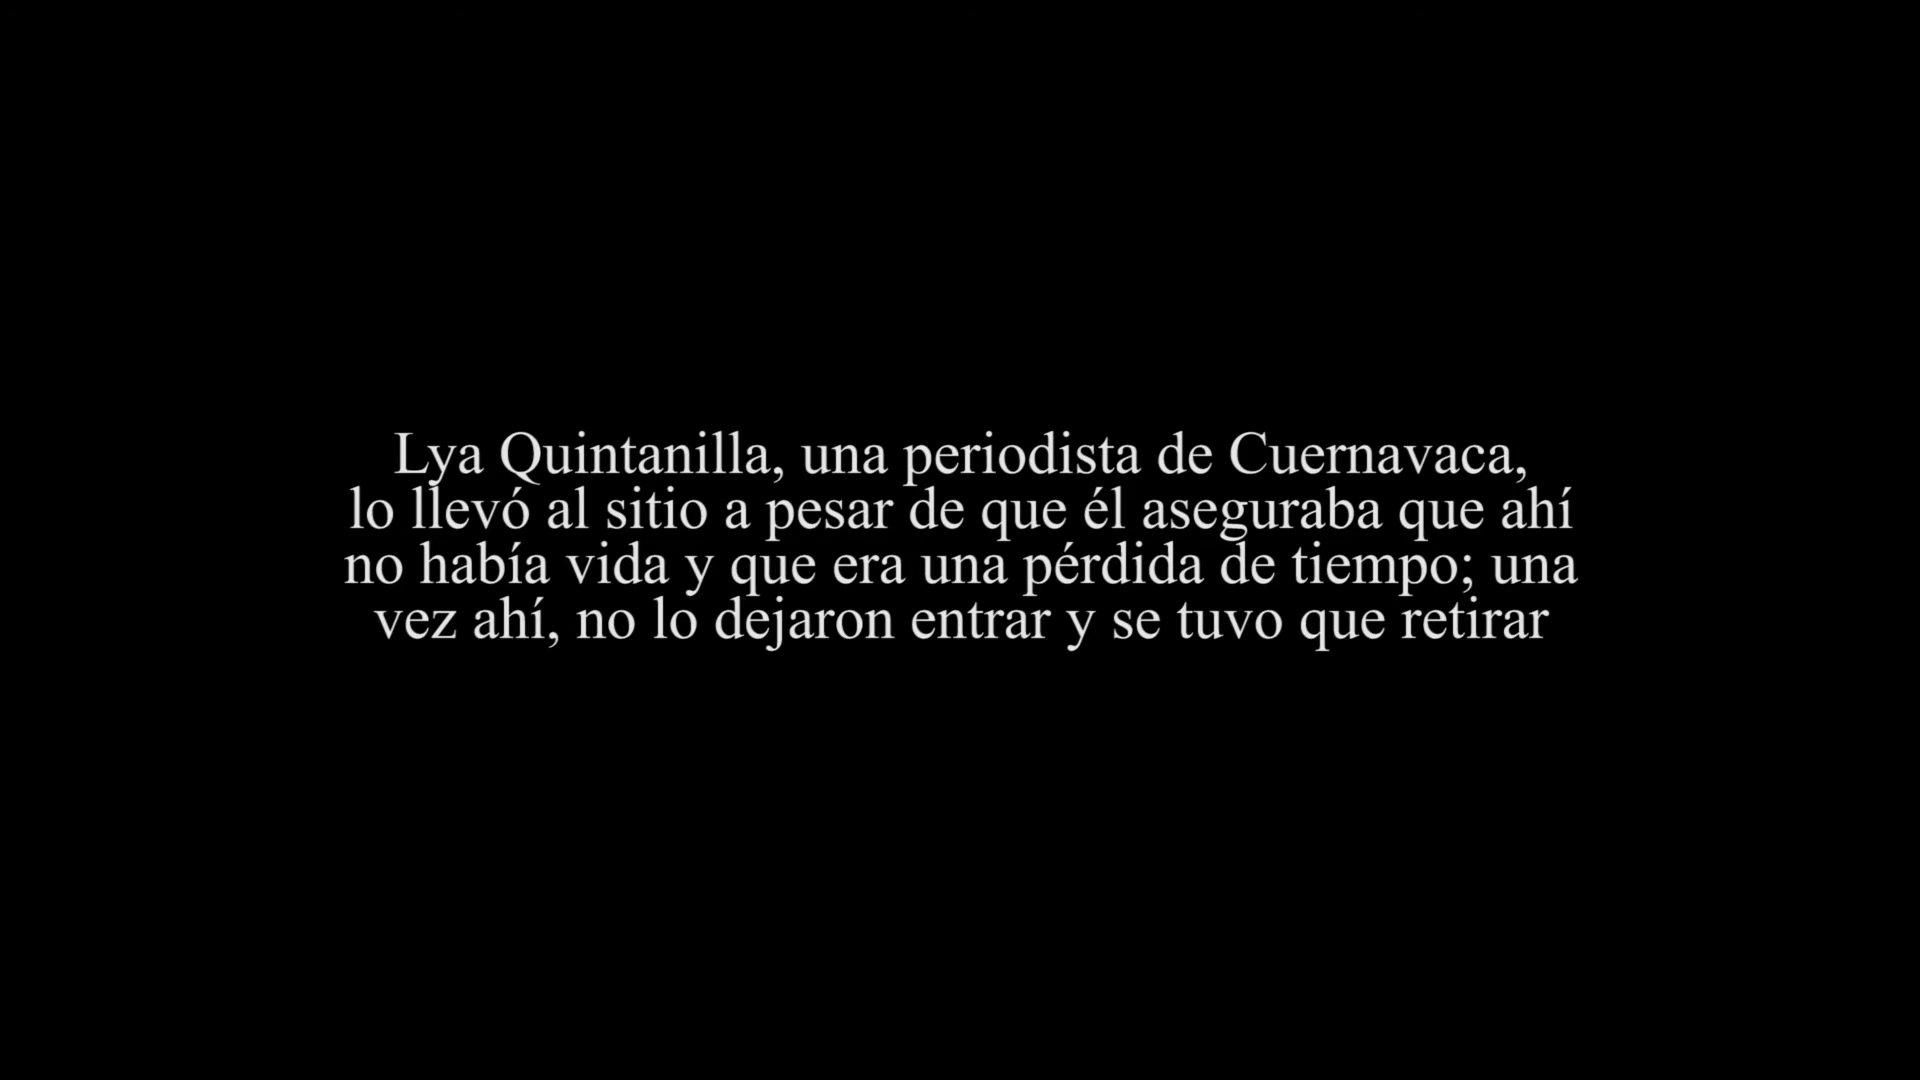 Lya Quintanilla, una periodista de Cuernavaca,
lo llevó al sitio a pesar de que él aseguraba que ahí
no había vida y que era una pérdida de tiempo; una
vez ahí, no lo dejaron entrar y se tuvo que retirar